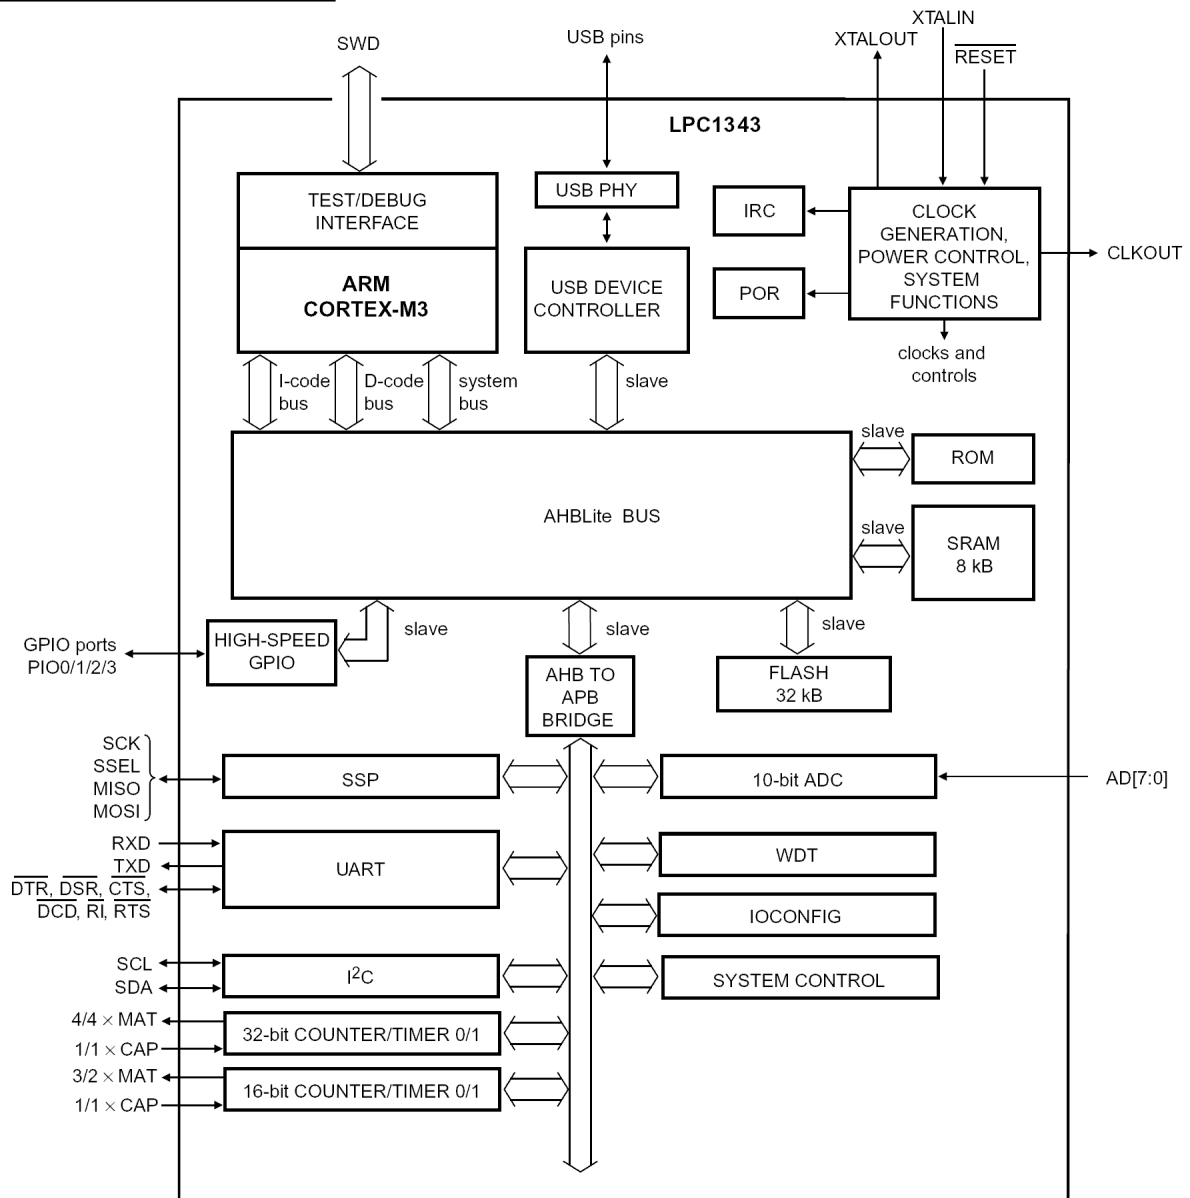 XTALIN
XTALOUT
RESET
SWD
USB pins
LPC1343
TEST/DEBUG
INTERFACE
ARM
CORTEX-M3
USB PHY
USB DEVICE
CONTROLLER
IRC
POR
CLOCK
GENERATION,
POWER CONTROL,
SYSTEM
FUNCTIONS
CLKOUT
clocks and
controls
I-code
bus
D-code
bus
system
bus
slave
AHBLite BUS
slave
ROM
slave
SRAM
8 kB
slave
slave
slave
GPIO ports
PIO0/1/2/3
HIGH-SPEED
GPIO
AHB TO
APB
BRIDGE
FLASH
32 kB
SCK
SSEL
MISO
MOSI
SSP
10-bit ADC
AD[7:0]
RXD
TXD
DTR, DSR, CTS,
DCD, RI, RTS
UART
WDT
IOCONFIG
SCL
SDA
I2C
SYSTEM CONTROL
4/4 × MAT
1/1 × CAP
32-bit COUNTER/TIMER 0/1
3/2 × MAT
1/1 × CAP
16-bit COUNTER/TIMER 0/1